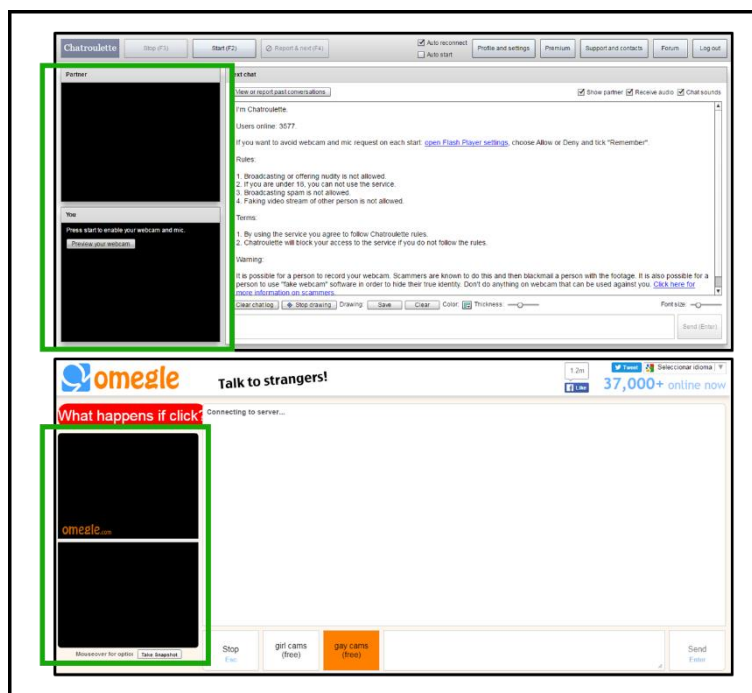 Chatroulette
Stop (F3)
Start (F2)
Report & next (F4)
Auto reconnect
Auto start
Profile and settings
Premium
Support and contacts
Forum
Log out
Partner
ext chat
View or report past conversations
Show partner
Receive audio
Chat sounds
I'm Chatroulette.
Users online: 3577.
If you want to avoid webcam and mic request on each start: open Flash Player settings, choose Allow or Deny and tick "Remember".
Rules:
1. Broadcasting or offering nudity is not allowed.
2. If you are under 16, you can not use the service.
3. Broadcasting spam is not allowed.
4. Faking video stream of other person is not allowed.
Terms:
1. By using the service you agree to follow Chatroulette rules.
2. Chatroulette will block your access to the service if you do not follow the rules.
Warning:
It is possible for a person to record your webcam. Scammers are known to do this and then blackmail a person with the footage. It is also possible for a
person to use "fake webcam" software in order to hide their true identity. Don't do anything on webcam that can be used against you. Click here for
more information on scammers.
You
Press start to enable your webcam and mic.
Preview your webcam
Clear chat log
Stop drawing
Drawing:
Save
Clear
Color:
Thickness:
Font size:
Send (Enter)
omegle
Talk to strangers!
1.2m
Like
Tweet
Seleccionar idioma
37,000+ online now
What happens if click?
Connecting to server...
omegle.com
Mouseover for optio
Take Snapshot
Stop
Esc
girl cams
(free)
gay cams
(free)
Send
Enter